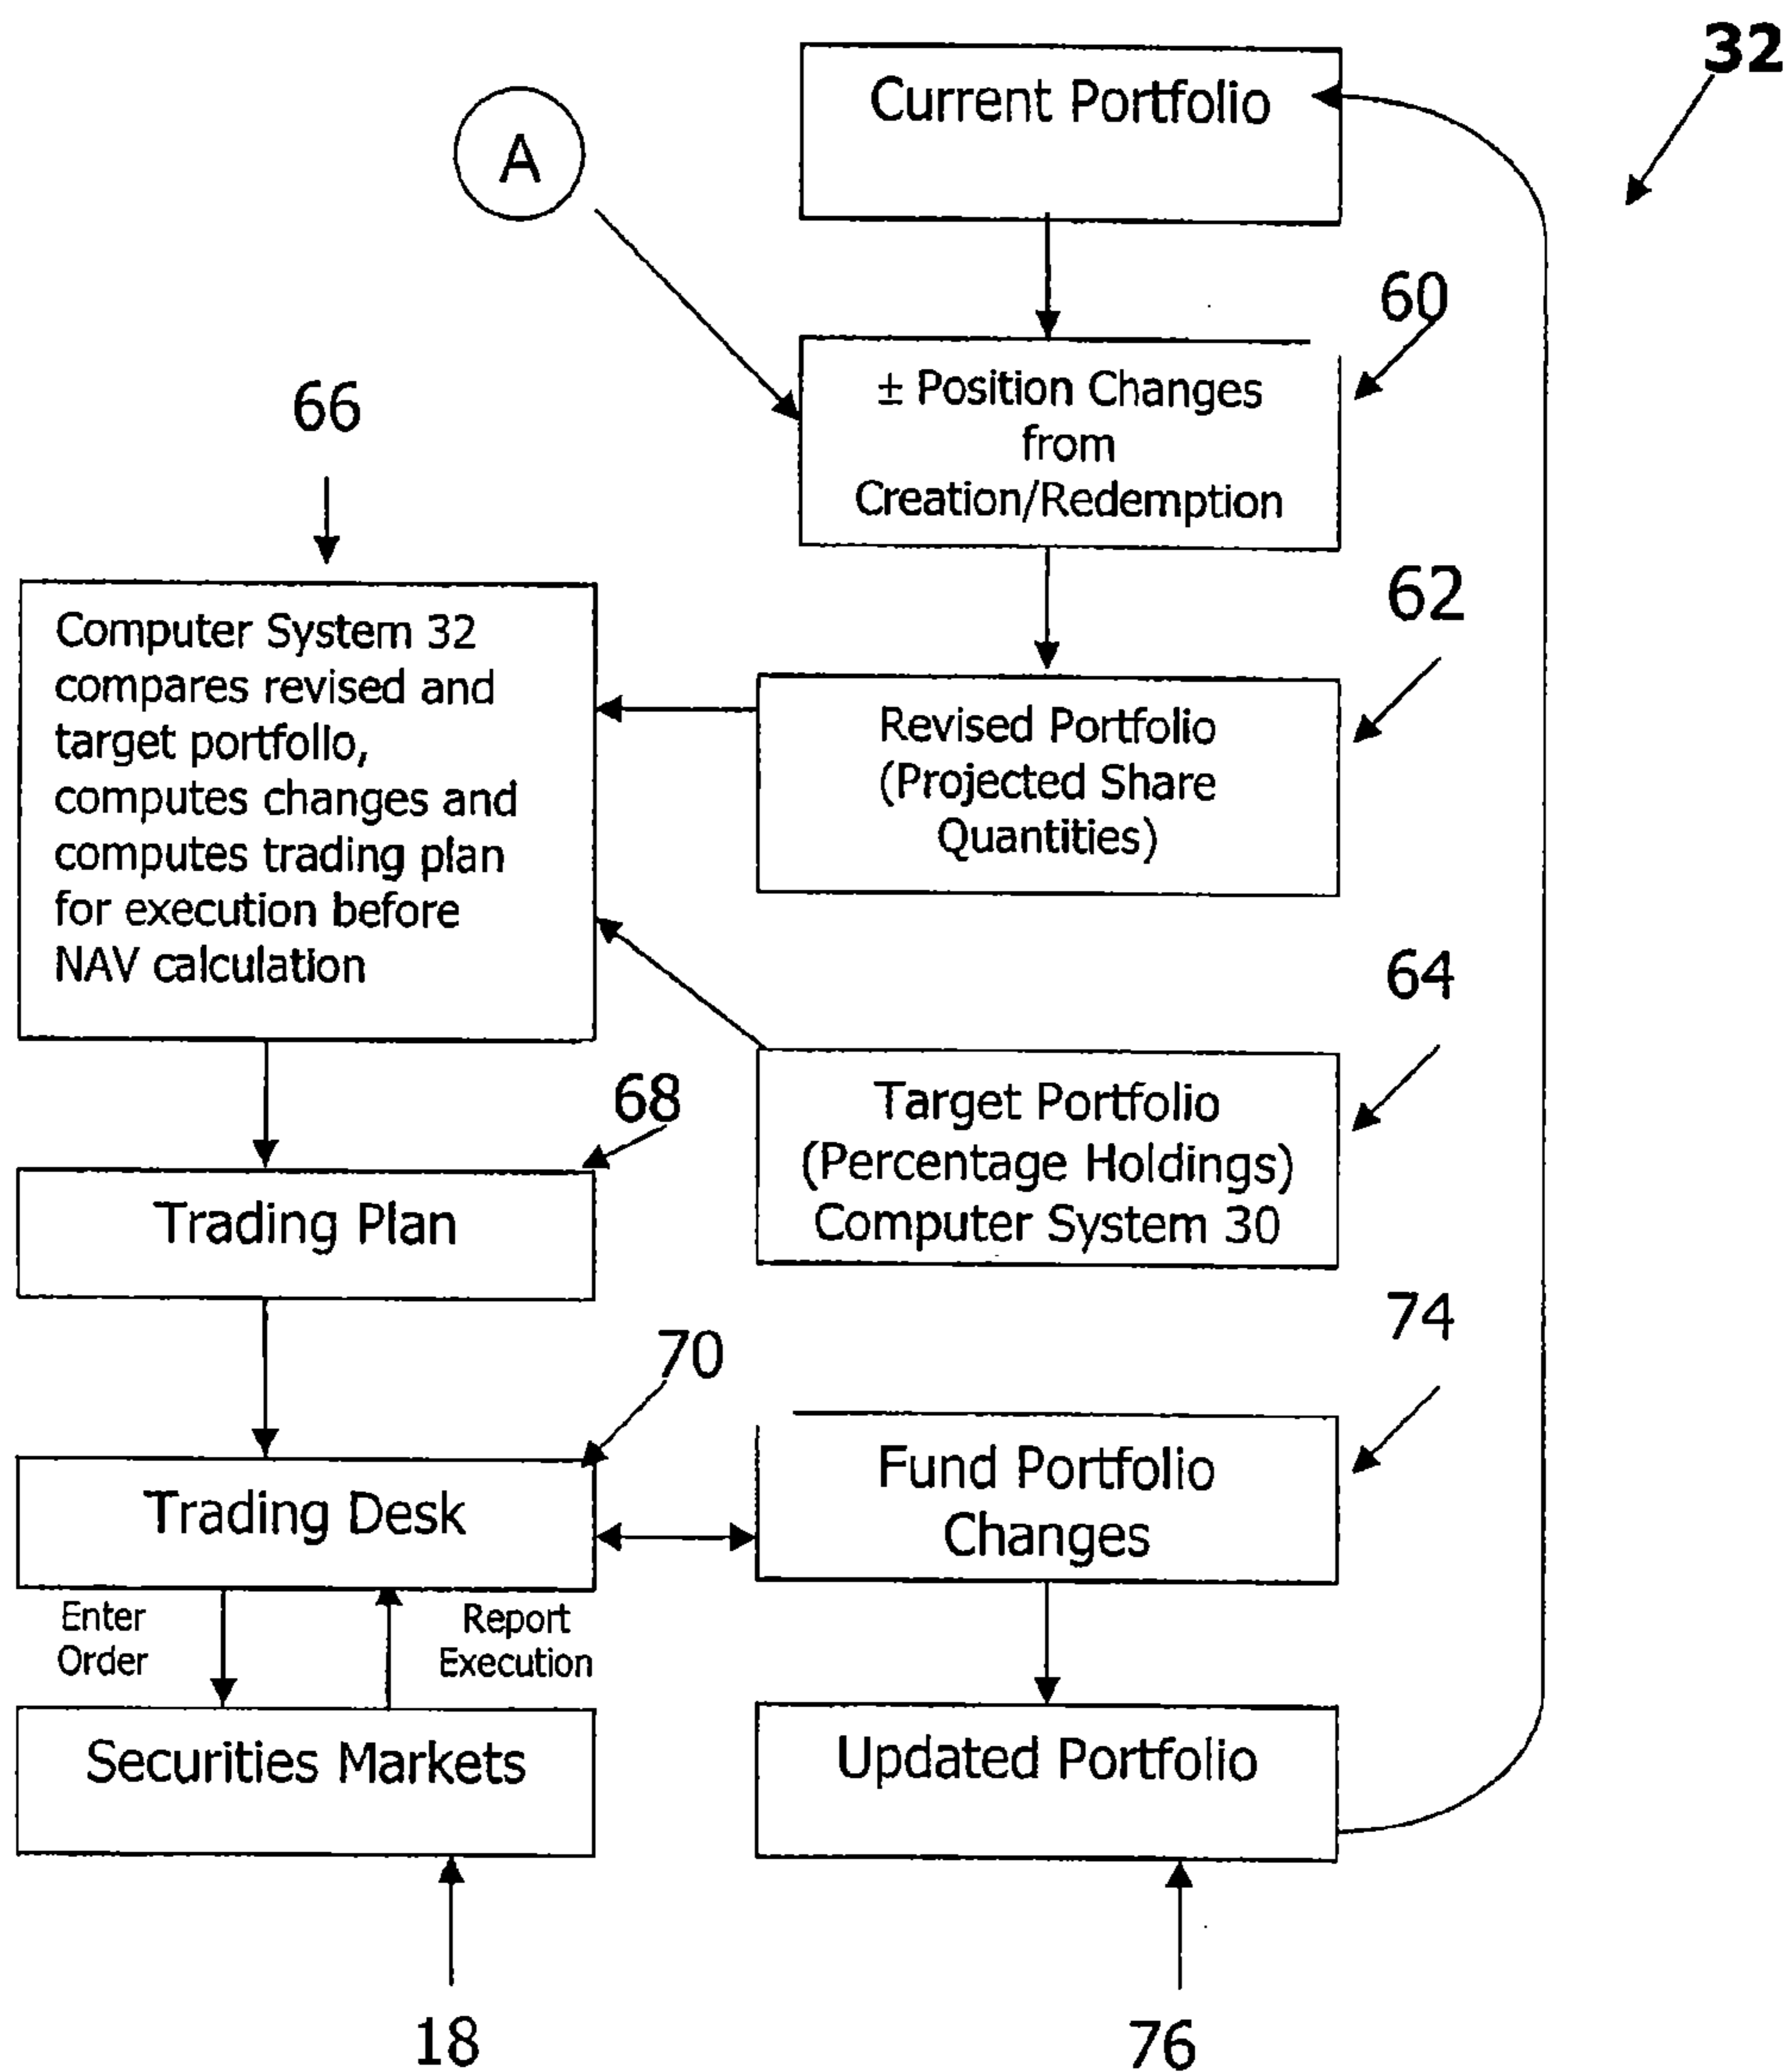 32
Current Portfolio
A
60
± Position Changes
from
Creation/Redemption
66
62
Computer System 32
compares revised and
target portfolio,
computes changes and
computes trading plan
for execution before
NAV calculation
Revised Portfolio
(Projected Share
Quantities)
64
68
Target Portfolio
(Percentage Holdings)
Computer System 30
Trading Plan
74
70
Fund Portfolio
Changes
Trading Desk
Enter
Order
Report
Execution
Securities Markets
Updated Portfolio
18
76